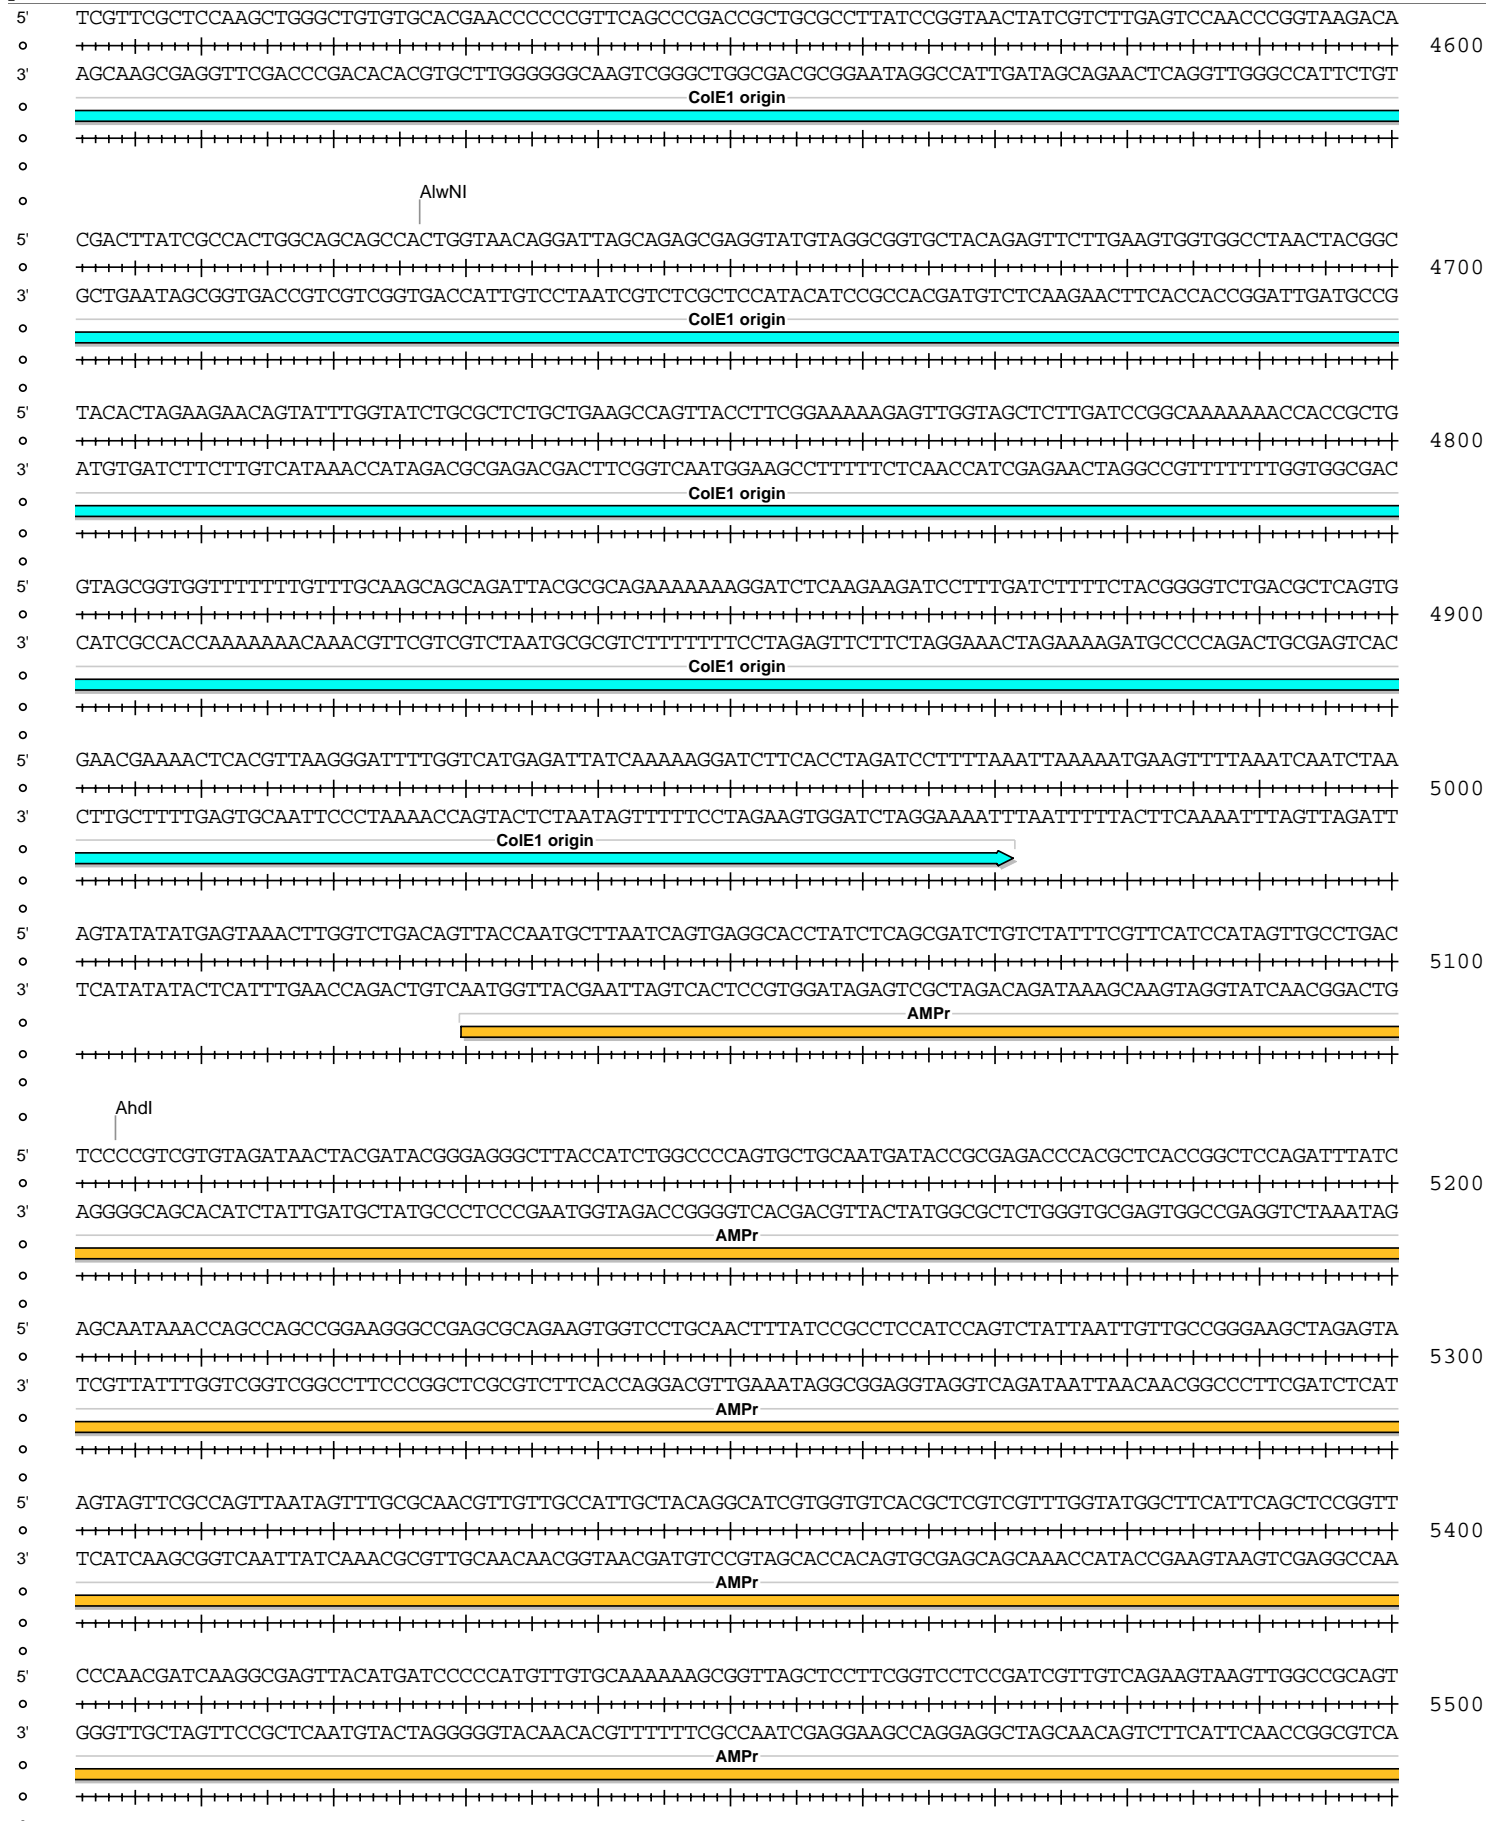 5' TCGTTCGCTCCAAGCTGGGCTGTGTGCACGAACCCCCCGTTCAGCCCGACCGCTGCGCCTTATCCGGTAACTATCGTCTTGAGTCCAACCCGGTAAGACA
4600
3' AGCAAGCGAGGTTCGACCCGACACACGTGCTTGGGGGGCAAGTCGGGCTGGCGACGCGGAATAGGCCATTGATAGCAGAACTCAGGTTGGGCCATTCTGT
ColE1 origin
AlwNI
5' CGACTTATCGCCACTGGCAGCAGCCACTGGTAACAGGATTAGCAGAGCGAGGTATGTAGGCGGTGCTACAGAGTTCTTGAAGTGGTGGCCTAACTACGGC
4700
3' GCTGAATAGCGGTGACCGTCGTCGGTGACCATTGTCCTAATCGTCTCGCTCCATACATCCGCCACGATGTCTCAAGAACTTCACCACCGGATTGATGCCG
ColE1 origin
5' TACACTAGAAGAACAGTATTTGGTATCTGCGCTCTGCTGAAGCCAGTTACCTTCGGAAAAAGAGTTGGTAGCTCTTGATCCGGCAAAAAAACCACCGCTG
4800
3' ATGTGATCTTCTTGTCATAAACCATAGACGCGAGACGACTTCGGTCAATGGAAGCCTTTTTCTCAACCATCGAGAACTAGGCCGTTTTTTTGGTGGCGAC
ColE1 origin
5' GTAGCGGTGGTTTTTTTGTTTGCAAGCAGCAGATTACGCGCAGAAAAAAAGGATCTCAAGAAGATCCTTTGATCTTTTCTACGGGGTCTGACGCTCAGTG
4900
3' CATCGCCACCAAAAAAACAAACGTTCGTCGTCTAATGCGCGTCTTTTTTTCCTAGAGTTCTTCTAGGAAACTAGAAAAGATGCCCCAGACTGCGAGTCAC
ColE1 origin
5' GAACGAAAACTCACGTTAAGGGATTTTGGTCATGAGATTATCAAAAAGGATCTTCACCTAGATCCTTTTAAATTAAAAATGAAGTTTTAAATCAATCTAA
5000
3' CTTGCTTTTGAGTGCAATTCCCTAAAACCAGTACTCTAATAGTTTTTCCTAGAAGTGGATCTAGGAAAATTTAATTTTTACTTCAAAATTTAGTTAGATT
ColE1 origin
5' AGTATATATGAGTAAACTTGGTCTGACAGTTACCAATGCTTAATCAGTGAGGCACCTATCTCAGCGATCTGTCTATTTCGTTCATCCATAGTTGCCTGAC
5100
3' TCATATATACTCATTTGAACCAGACTGTCAATGGTTACGAATTAGTCACTCCGTGGATAGAGTCGCTAGACAGATAAAGCAAGTAGGTATCAACGGACTG
AMPr
AhdI
5' TCCCCGTCGTGTAGATAACTACGATACGGGAGGGCTTACCATCTGGCCCCAGTGCTGCAATGATACCGCGAGACCCACGCTCACCGGCTCCAGATTTATC
5200
3' AGGGGCAGCACATCTATTGATGCTATGCCCTCCCGAATGGTAGACCGGGGTCACGACGTTACTATGGCGCTCTGGGTGCGAGTGGCCGAGGTCTAAATAG
AMPr
5' AGCAATAAACCAGCCAGCCGGAAGGGCCGAGCGCAGAAGTGGTCCTGCAACTTTATCCGCCTCCATCCAGTCTATTAATTGTTGCCGGGAAGCTAGAGTA
5300
3' TCGTTATTTGGTCGGTCGGCCTTCCCGGCTCGCGTCTTCACCAGGACGTTGAAATAGGCGGAGGTAGGTCAGATAATTAACAACGGCCCTTCGATCTCAT
AMPr
5' AGTAGTTCGCCAGTTAATAGTTTGCGCAACGTTGTTGCCATTGCTACAGGCATCGTGGTGTCACGCTCGTCGTTTGGTATGGCTTCATTCAGCTCCGGTT
5400
3' TCATCAAGCGGTCAATTATCAAACGCGTTGCAACAACGGTAACGATGTCCGTAGCACCACAGTGCGAGCAGCAAACCATACCGAAGTAAGTCGAGGCCAA
AMPr
5' CCCAACGATCAAGGCGAGTTACATGATCCCCCATGTTGTGCAAAAAAGCGGTTAGCTCCTTCGGTCCTCCGATCGTTGTCAGAAGTAAGTTGGCCGCAGT
5500
3' GGGTTGCTAGTTCCGCTCAATGTACTAGGGGGTACAACACGTTTTTTCGCCAATCGAGGAAGCCAGGAGGCTAGCAACAGTCTTCATTCAACCGGCGTCA
AMPr